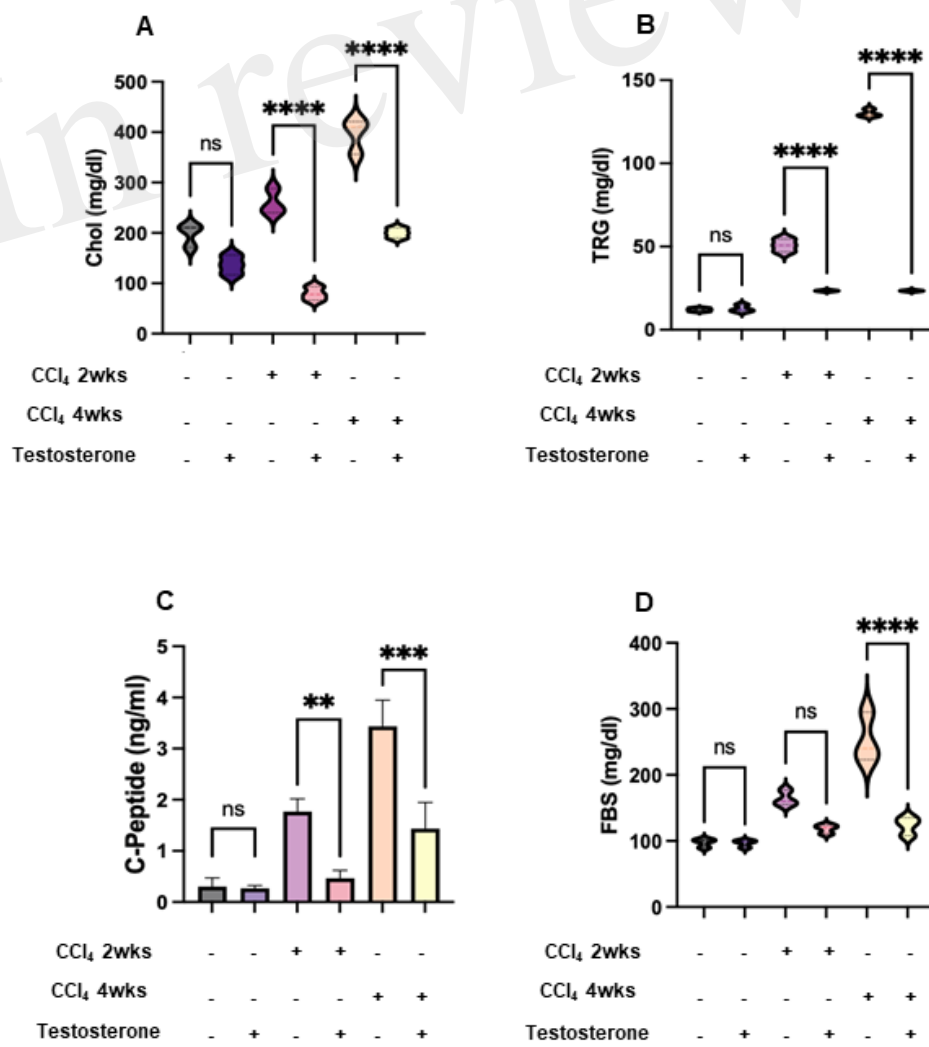 in review
A
Chol (mg/dl)
500
400
300
200
100
0
ns
****
****
CCl₄ 2wks - - + + - -
CCl₄ 4wks - - - - + +
Testosterone - + - + - +
B
TRG (mg/dl)
150
100
50
0
ns
****
****
CCl₄ 2wks - - + + - -
CCl₄ 4wks - - - - + +
Testosterone - + - + - +
C
C-Peptide (ng/ml)
5
4
3
2
1
0
ns
**
***
CCl₄ 2wks - - + + - -
CCl₄ 4wks - - - - + +
Testosterone - + - + - +
D
FBS (mg/dl)
400
300
200
100
0
ns
ns
****
CCl₄ 2wks - - + + - -
CCl₄ 4wks - - - - + +
Testosterone - + - + - +